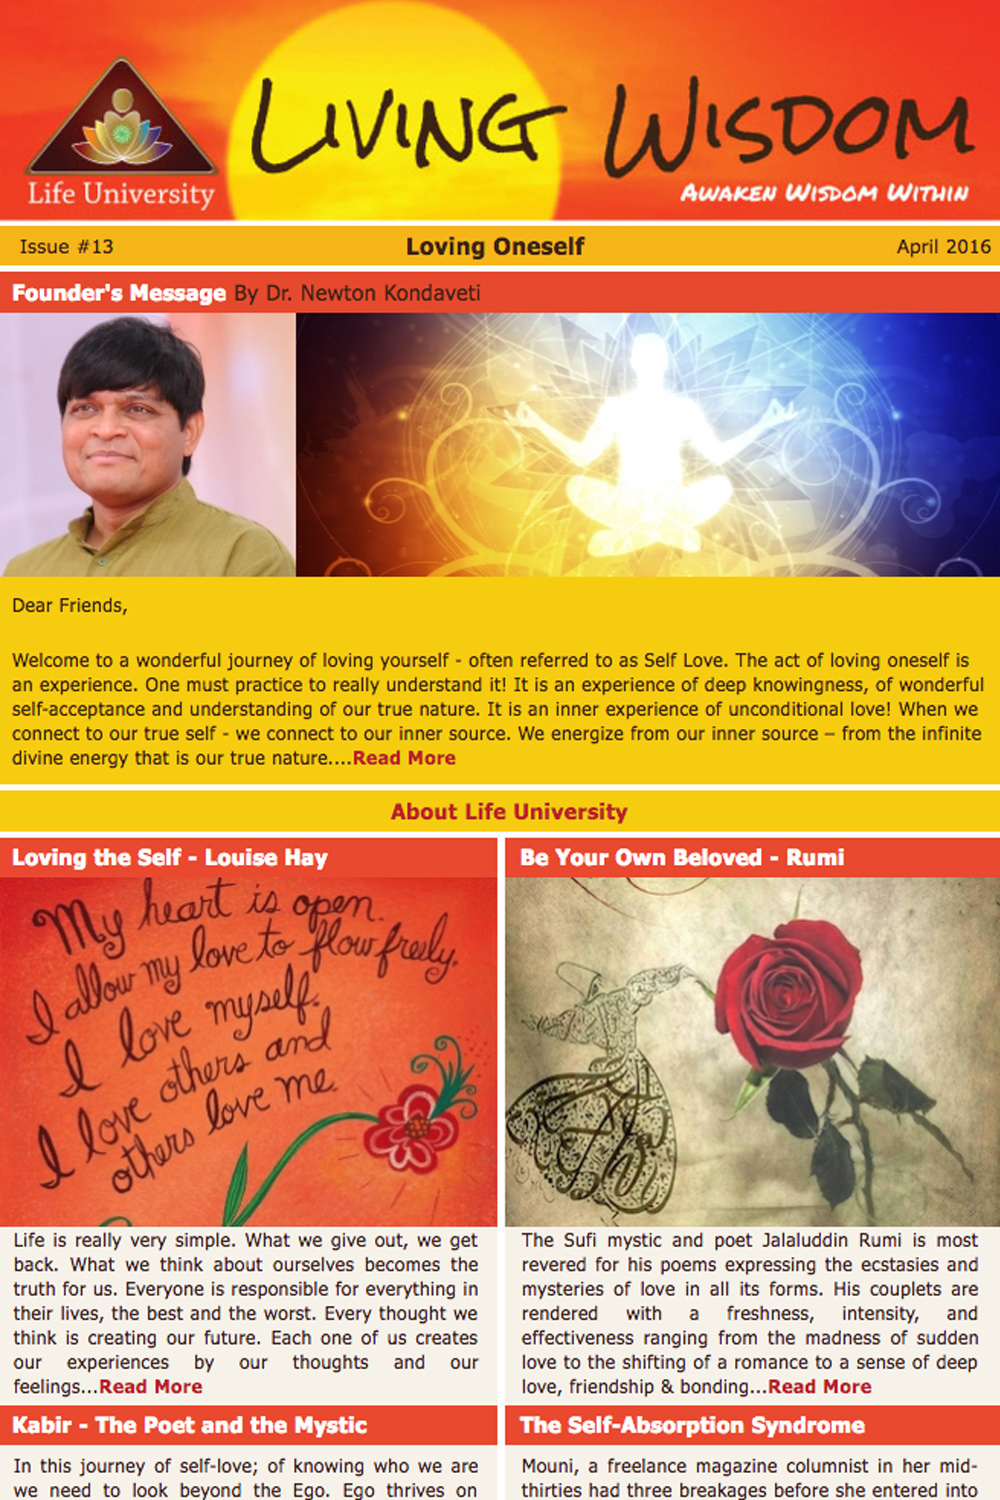 Life University
LIVING WISDOM
AWAKEN WISDOM WITHIN
Issue #13
Loving Oneself
April 2016
Founder's Message By Dr. Newton Kondaveti
Dear Friends,
Welcome to a wonderful journey of loving yourself - often referred to as Self Love. The act of loving oneself is
an experience. One must practice to really understand it! It is an experience of deep knowingness, of wonderful
self-acceptance and understanding of our true nature. It is an inner experience of unconditional love! When we
connect to our true self - we connect to our inner source. We energize from our inner source – from the infinite
divine energy that is our true nature....Read More
About Life University
Loving the Self - Louise Hay
My heart is open.
I allow my love to flow freely.
I love myself.
I love others and
others love me.
Life is really very simple. What we give out, we get
back. What we think about ourselves becomes the
truth for us. Everyone is responsible for everything in
their lives, the best and the worst. Every thought we
think is creating our future. Each one of us creates
our experiences by our thoughts and our
feelings...Read More
Be Your Own Beloved - Rumi
The Sufi mystic and poet Jalaluddin Rumi is most
revered for his poems expressing the ecstasies and
mysteries of love in all its forms. His couplets are
rendered with a freshness, intensity, and
effectiveness ranging from the madness of sudden
love to the shifting of a romance to a sense of deep
love, friendship & bonding...Read More
Kabir - The Poet and the Mystic
In this journey of self-love; of knowing who we are
we need to look beyond the Ego. Ego thrives on
The Self-Absorption Syndrome
Mouni, a freelance magazine columnist in her mid-
thirties had three breakages before she entered into